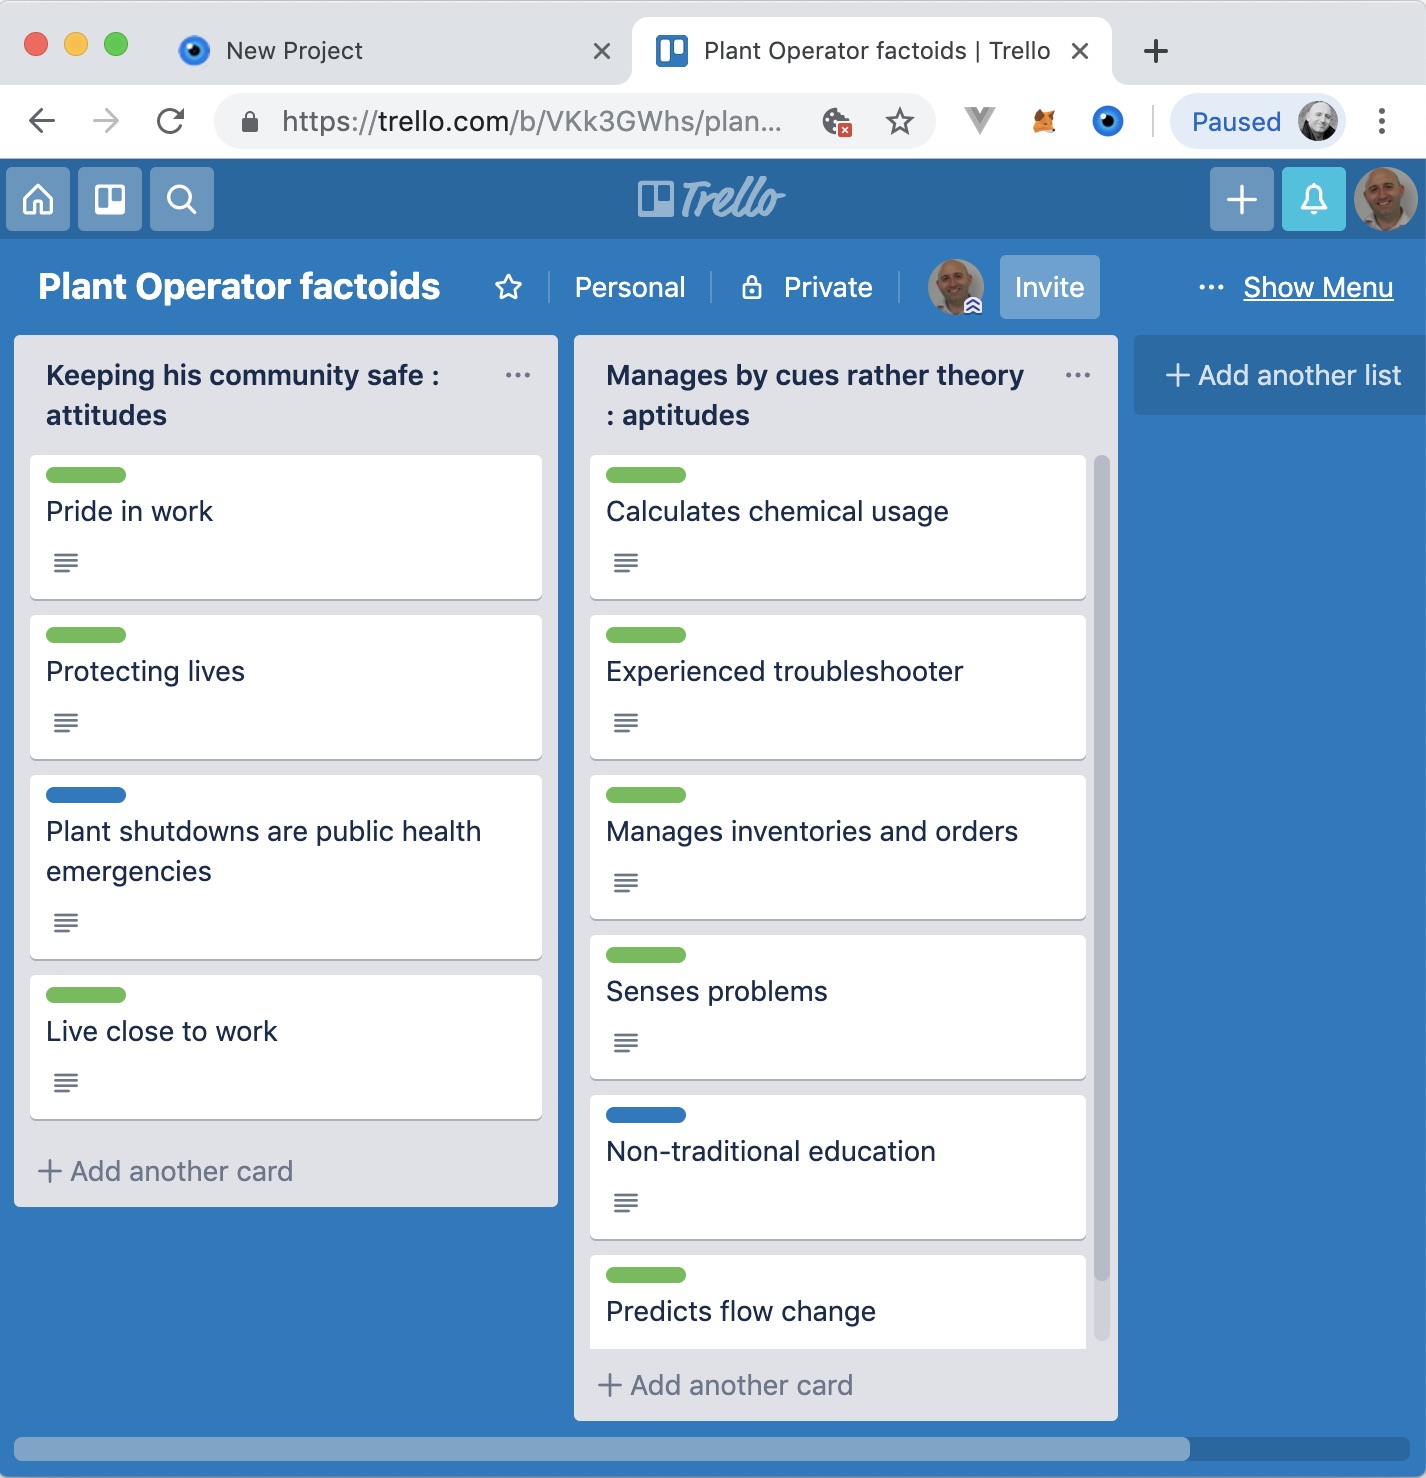 New Project
Plant Operator factoids | Trello
https://trello.com/b/VKk3GWhs/plan...
Paused
Trello
Plant Operator factoids
Personal
Private
Invite
... Show Menu
Keeping his community safe :
attitudes
Pride in work
Protecting lives
Plant shutdowns are public health
emergencies
Live close to work
+ Add another card
Manages by cues rather theory
: aptitudes
Calculates chemical usage
Experienced troubleshooter
Manages inventories and orders
Senses problems
Non-traditional education
Predicts flow change
+ Add another card
+ Add another list